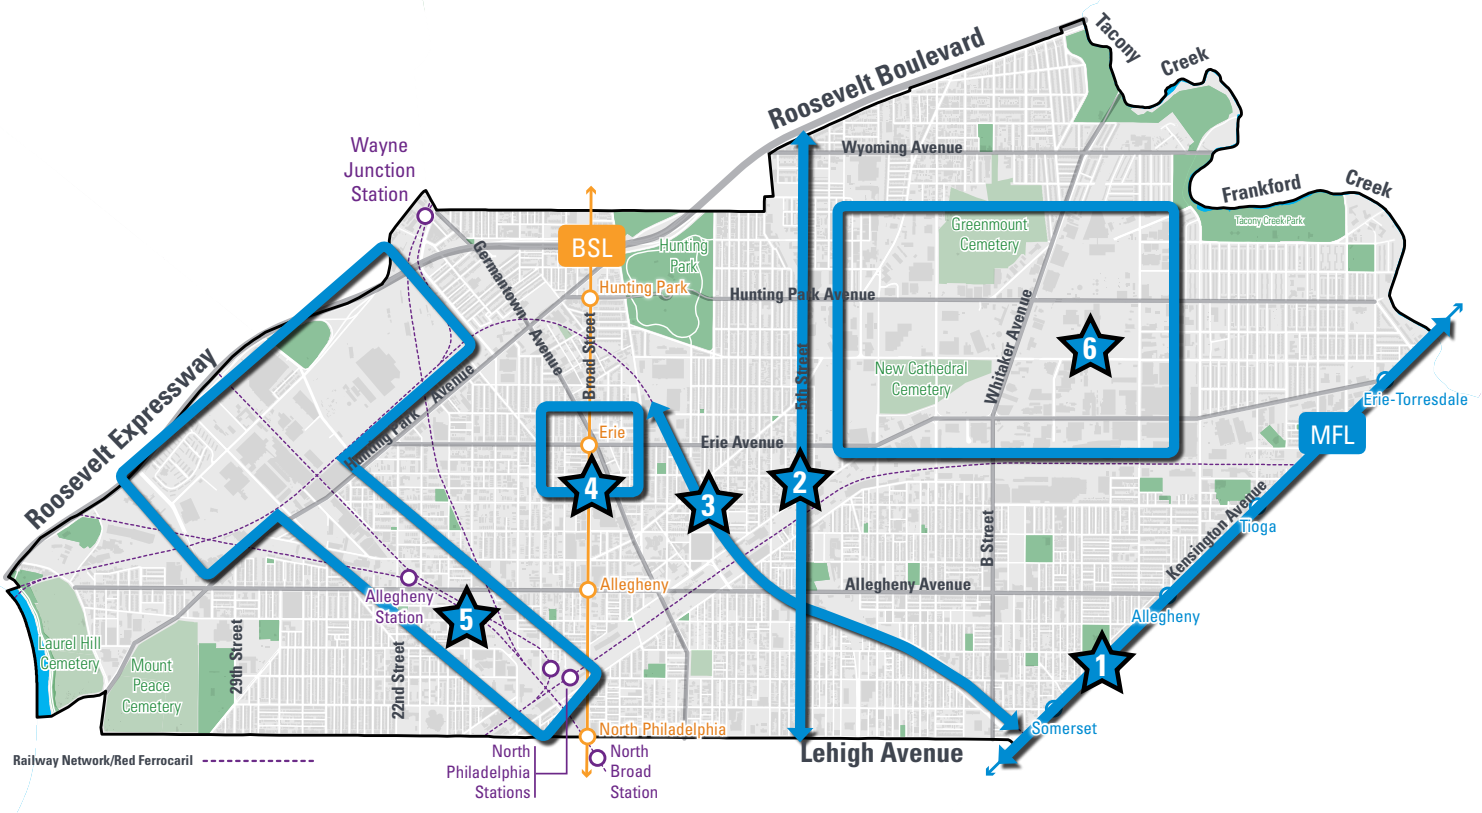 Roosevelt Boulevard
Tacony
Creek
Wayne
Junction
Station
Wyoming Avenue
Frankford
Creek
Tacony Creek Park
Greenmount
Cemetery
BSL
Hunting
Park
Germantown Avenue
Hunting Park
Hunting Park Avenue
Broad Street
5th Street
Whitaker Avenue
6
New Cathedral
Cemetery
Roosevelt Expressway
Hunting Park Avenue
Erie-Torresdale
MFL
Erie
Erie Avenue
4
3
2
Kensington Avenue
Tioga
B Street
Allegheny
Allegheny Avenue
Allegheny
Station
5
Allegheny
Laurel Hill
Cemetery
Mount
Peace
Cemetery
29th Street
22nd Street
1
North Philadelphia
Somerset
Lehigh Avenue
Railway Network/Red Ferrocaril
North
Philadelphia
Stations
North
Broad
Station